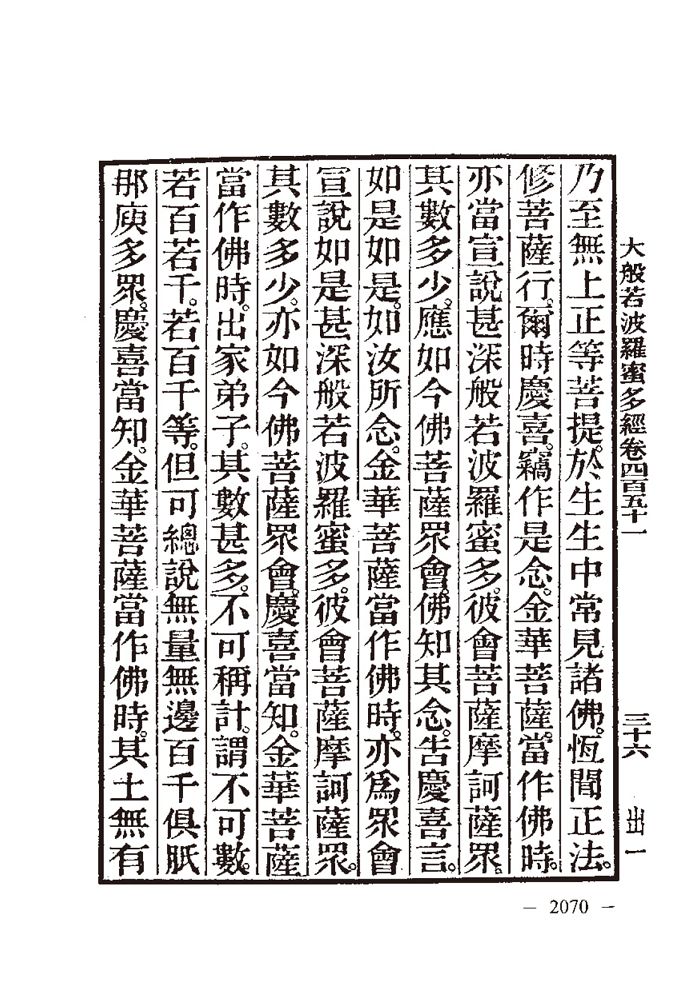 大般若波羅蜜多經卷四百五十一 三十六 出一
乃至無上正等菩提。於生生中常見諸佛。恆聞正法。
修菩薩行。爾時慶喜。竊作是念。金華菩薩。當作佛時。
亦當宣說甚深般若波羅蜜多。彼會菩薩摩訶薩眾。
其數多少。應如今佛菩薩眾會。佛知其念。告慶喜言。
如是如是。如汝所念。金華菩薩當作佛時。亦為眾會
宣說如是甚深般若波羅蜜多。彼會菩薩摩訶薩眾。
其數多少。亦如今佛菩薩眾會。慶喜當知。金華菩薩
當作佛時。出家弟子。其數甚多。不可稱計。謂不可數。
若百若千。若百千等。但可總說無量無邊百千俱胝
那庾多眾。慶喜當知。金華菩薩當作佛時。其土無有
— 2070 —